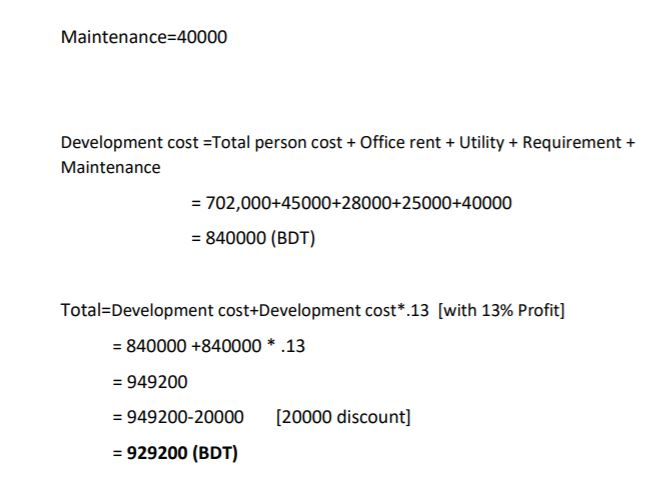 Maintenance=40000
Development cost =Total person cost + Office rent + Utility + Requirement +
Maintenance
= 702,000+45000+28000+25000+40000
= 840000 (BDT)
Total=Development cost+Development cost*.13 [with 13% Profit]
= 840000 +840000 * .13
= 949200
= 949200-20000 [20000 discount]
= 929200 (BDT)